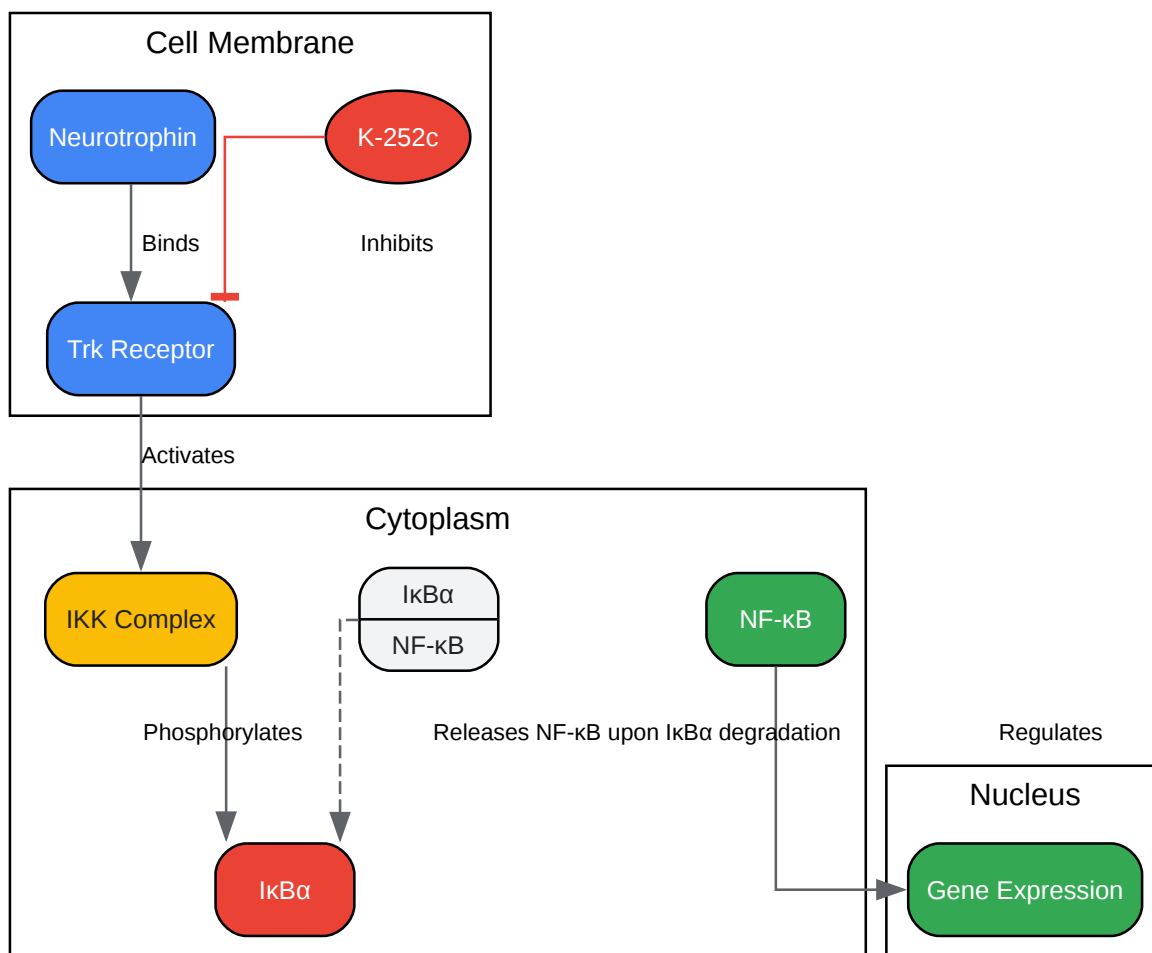 Cell Membrane
Neurotrophin
K-252c
Binds
Inhibits
Trk Receptor
Activates
Cytoplasm
IKK Complex
IκBα
NF-κB
NF-κB
Phosphorylates
Releases NF-κB upon IκBα degradation
Regulates
Nucleus
IκBα
Gene Expression